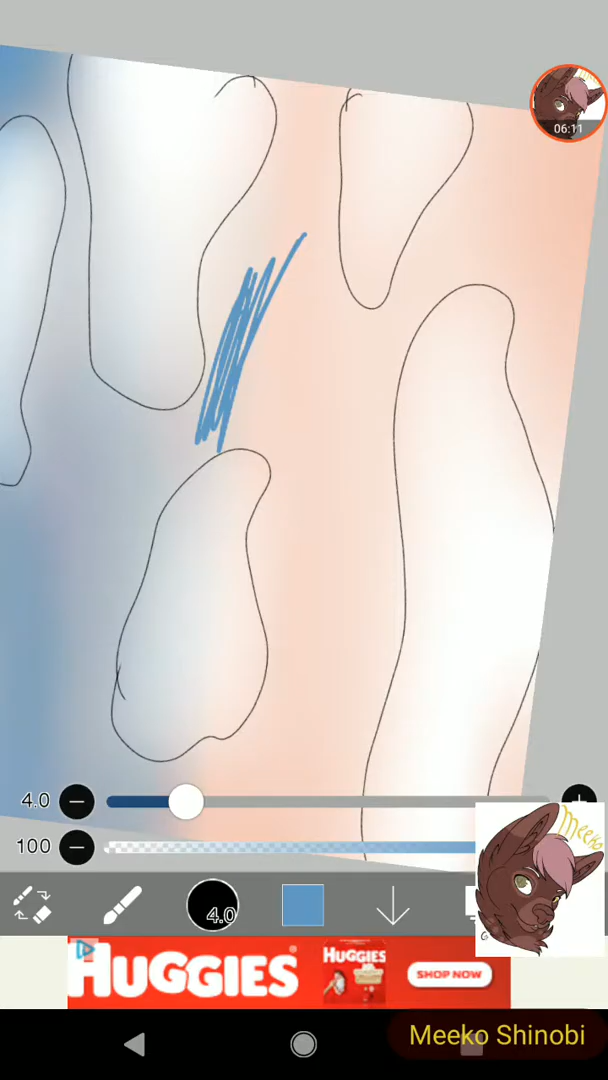 06:11
4.0
100
Meeko
4.0
HUGGIES
HUGGIES
SHOP NOW
Meeko Shinobi